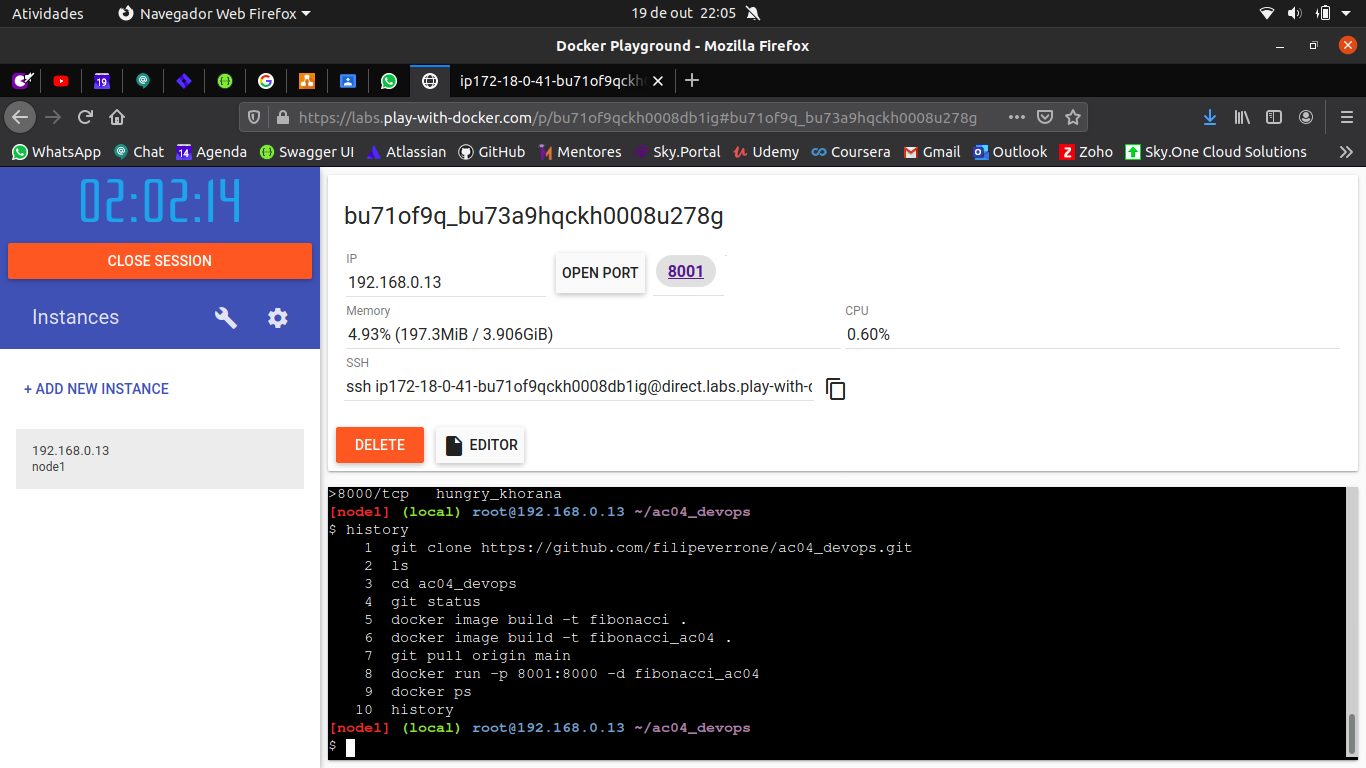 Atividades Navegador Web Firefox 19 de out 22:05
Docker Playground - Mozilla Firefox
19 ip172-18-0-41-bu71of9qckh
https://labs.play-with-docker.com/p/bu71of9qckh0008db1ig#bu71of9q_bu73a9hqckh0008u278g
WhatsApp Chat 14 Agenda Swagger UI Atlassian GitHub Mentores Sky.Portal Udemy Coursera Gmail Outlook Zoho Sky.One Cloud Solutions
02:02:14
CLOSE SESSION
Instances
+ ADD NEW INSTANCE
192.168.0.13
node1
bu71of9q_bu73a9hqckh0008u278g
IP
192.168.0.13
OPEN PORT 8001
Memory CPU
4.93% (197.3MiB / 3.906GiB) 0.60%
SSH
ssh ip172-18-0-41-bu71of9qckh0008db1ig@direct.labs.play-with-
DELETE EDITOR
>8000/tcp hungry_khorana
[node1] (local) root@192.168.0.13 ~/ac04_devops
$ history
1 git clone https://github.com/filipeverrone/ac04_devops.git
2 ls
3 cd ac04_devops
4 git status
5 docker image build -t fibonacci .
6 docker image build -t fibonacci_ac04 .
7 git pull origin main
8 docker run -p 8001:8000 -d fibonacci_ac04
9 docker ps
10 history
[node1] (local) root@192.168.0.13 ~/ac04_devops
$